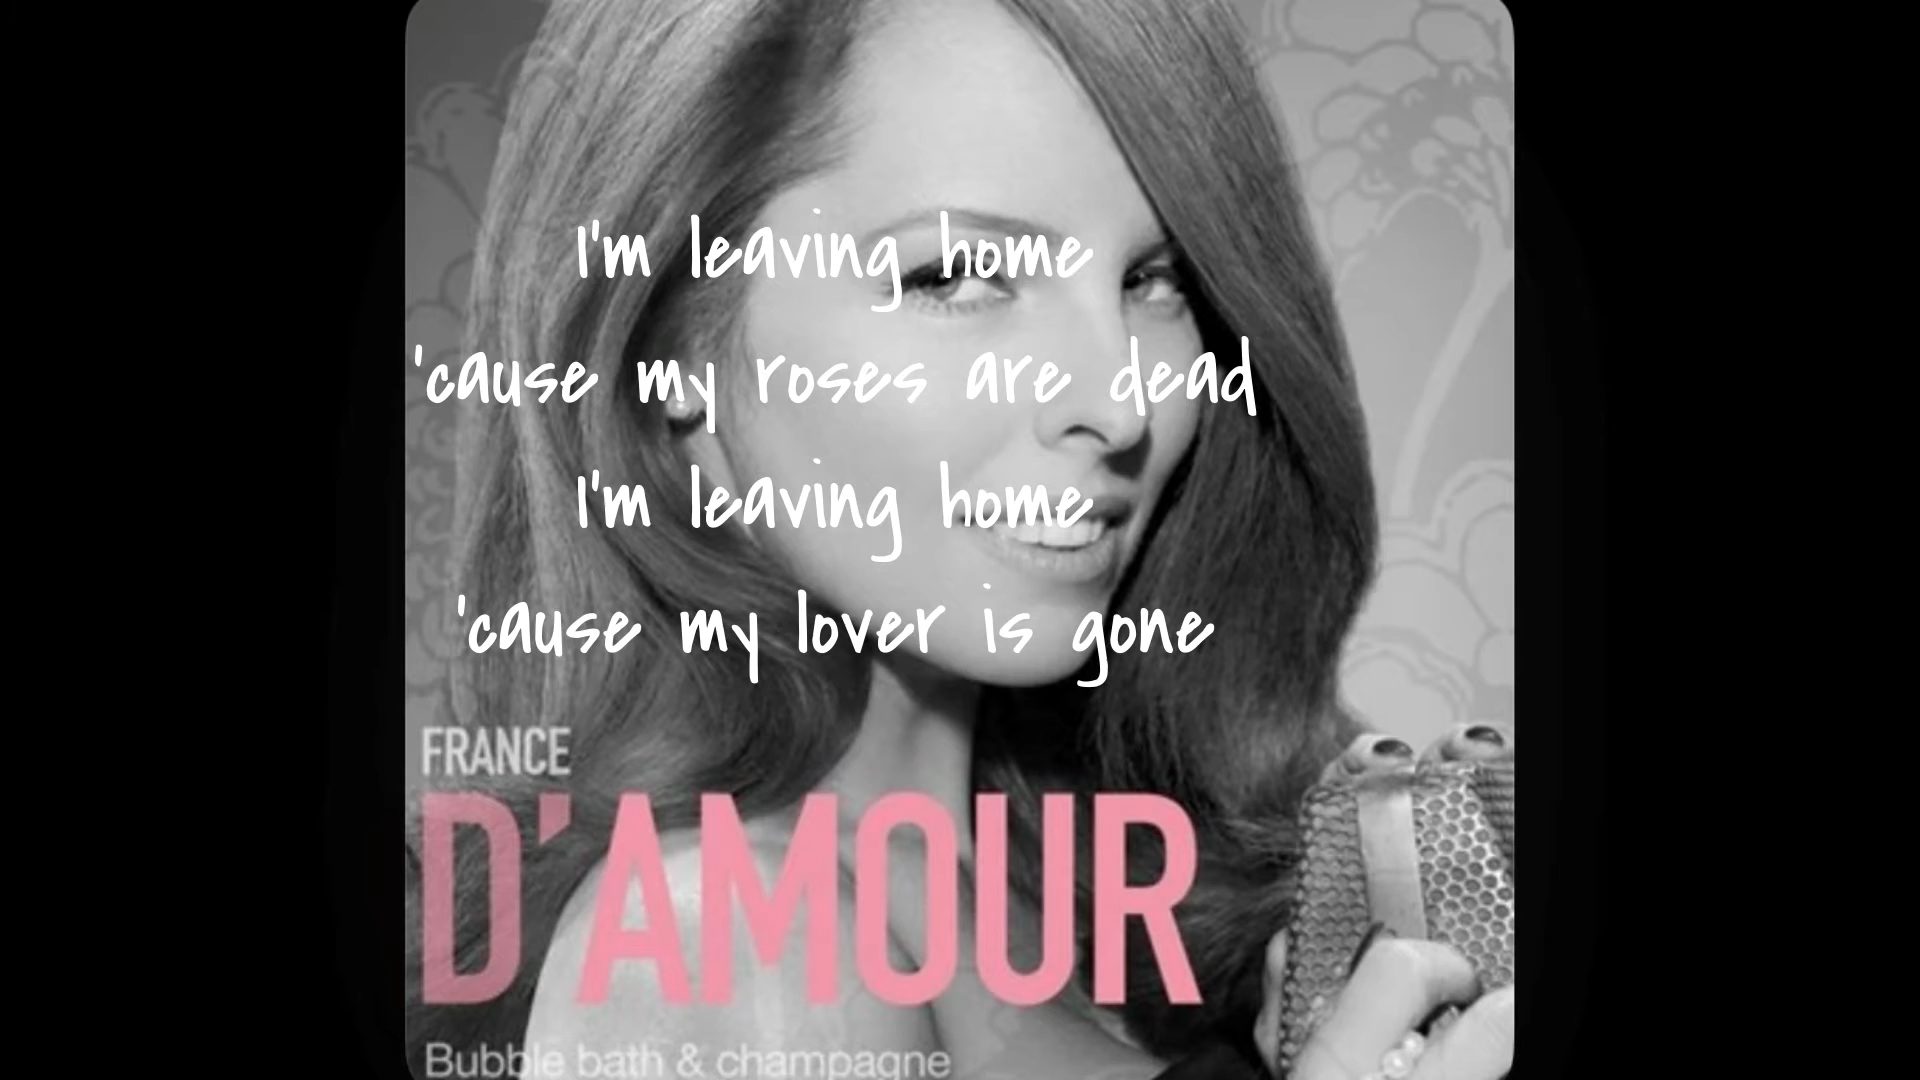 I'm leaving home
'cause my roses are dead
I'm leaving home
'cause my lover is gone
FRANCE
D'AMOUR
Bubble bath & champagne